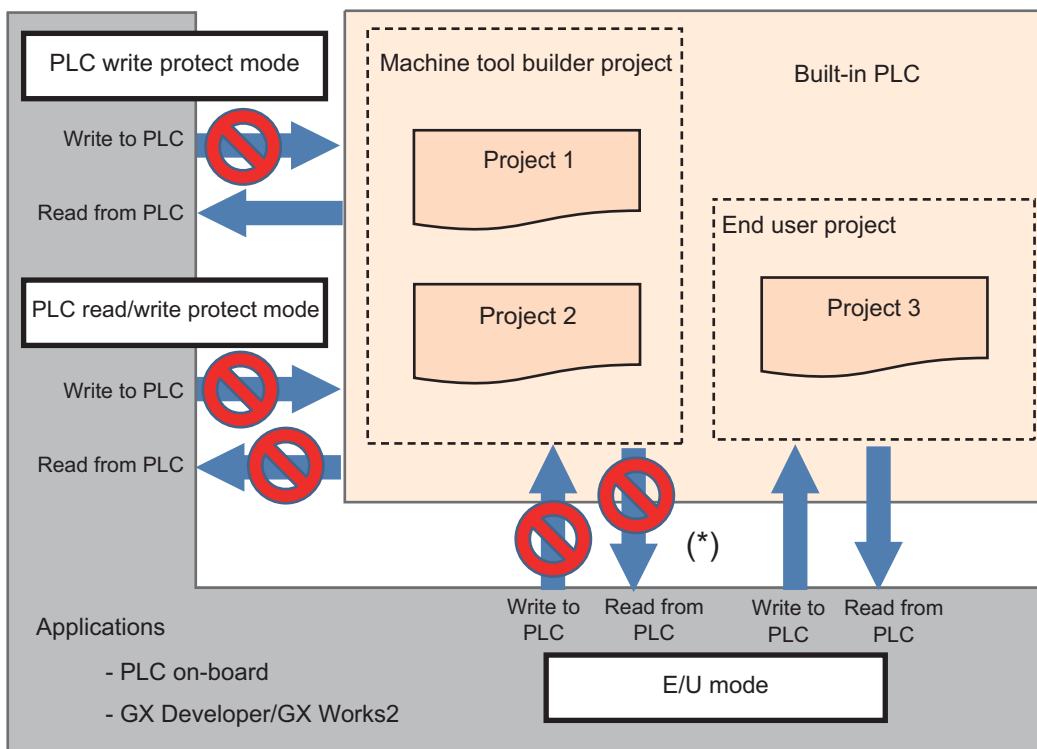 PLC write protect mode
Write to PLC
Read from PLC
PLC read/write protect mode
Write to PLC
Read from PLC
Machine tool builder project
Project 1
Project 2
Built-in PLC
End user project
Project 3
(*)
Write to
PLC
Read from
PLC
Write to
PLC
Read from
PLC
E/U mode
Applications
- PLC on-board
- GX Developer/GX Works2